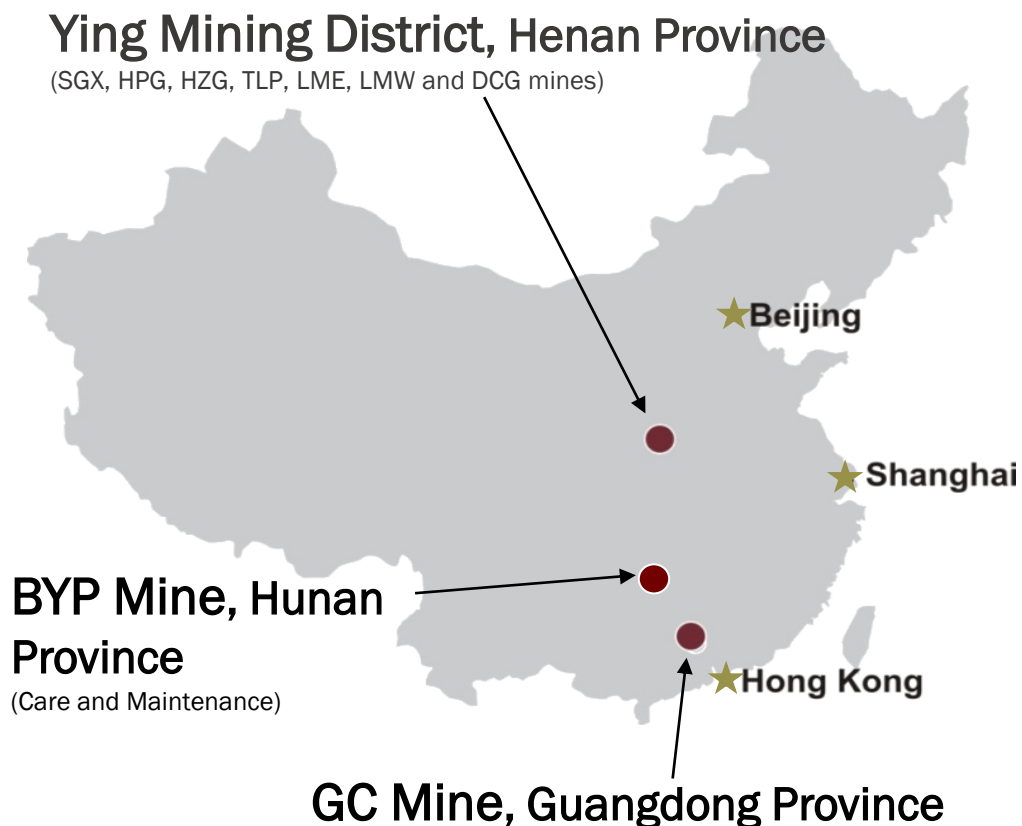 Ying Mining District, Henan Province
(SGX, HPG, HZG, TLP, LME, LMW and DCG mines)
Beijing
Shanghai
BYP Mine, Hunan
Province
(Care and Maintenance)
Hong Kong
GC Mine, Guangdong Province